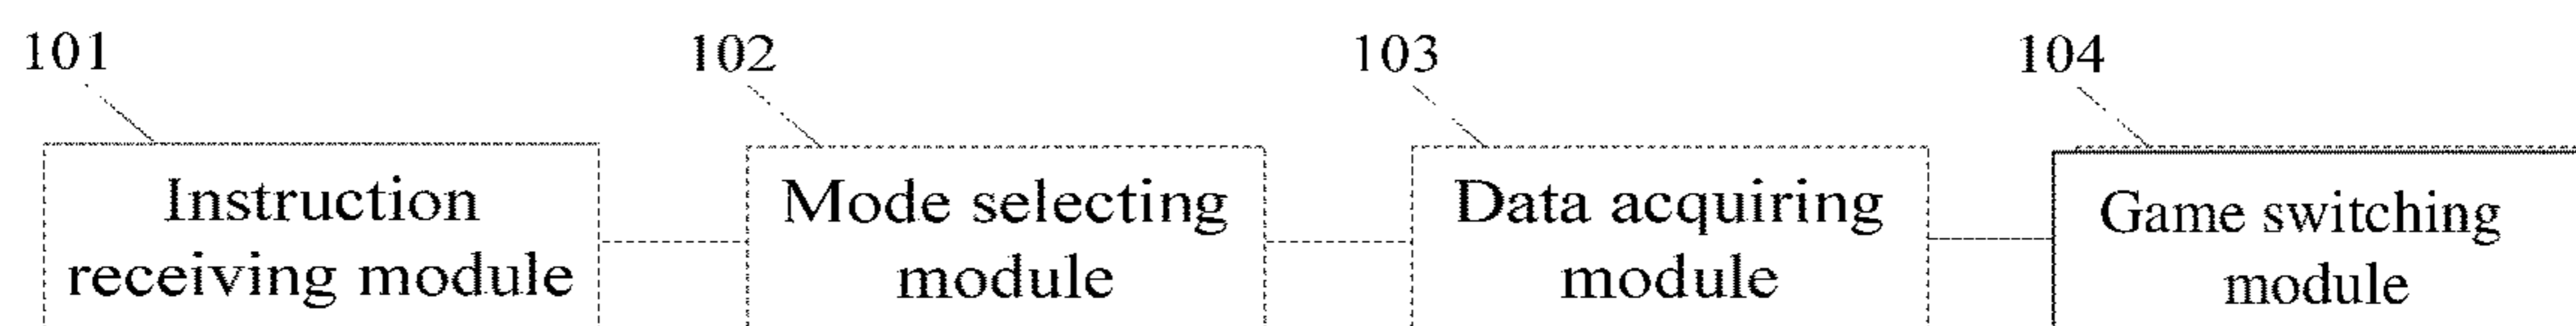 101
102
103
104
Instruction
receiving module
Mode selecting
module
Data acquiring
module
Game switching
module